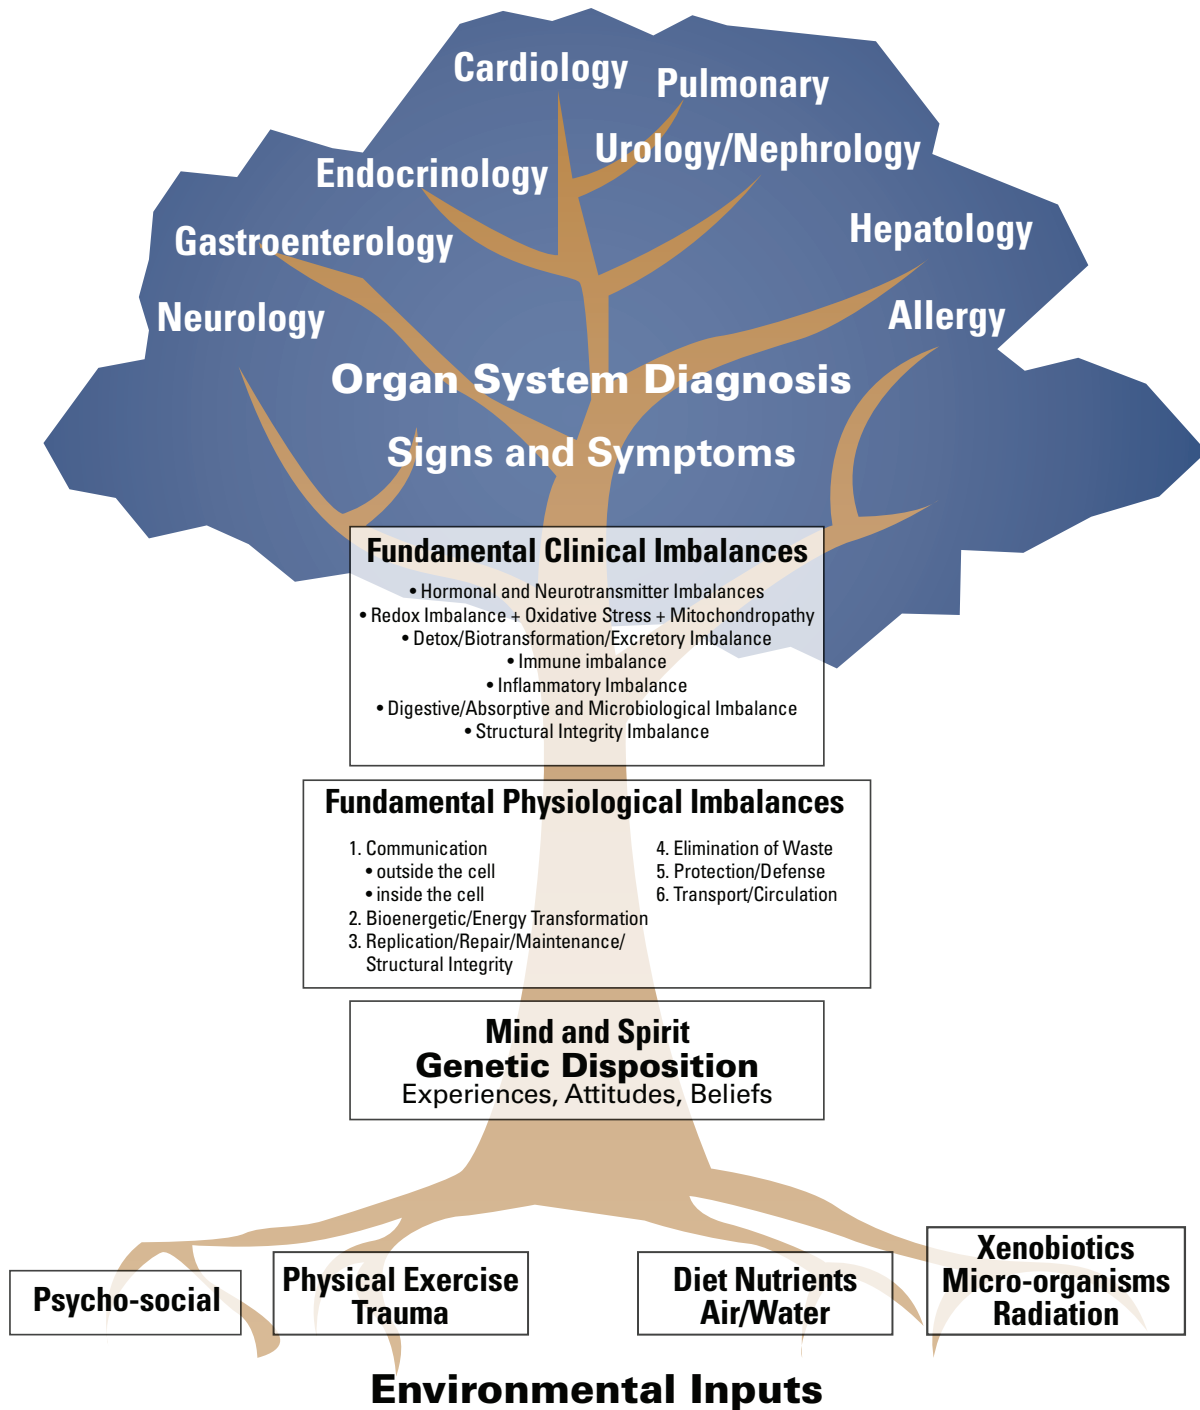 Cardiology
Pulmonary
Urology/Nephrology
Endocrinology
Hepatology
Gastroenterology
Allergy
Neurology
Organ System Diagnosis
Signs and Symptoms
Fundamental Clinical Imbalances
• Hormonal and Neurotransmitter Imbalances
• Redox Imbalance + Oxidative Stress + Mitochondropathy
• Detox/Biotransformation/Excretory Imbalance
• Immune imbalance
• Inflammatory Imbalance
• Digestive/Absorptive and Microbiological Imbalance
• Structural Integrity Imbalance
Fundamental Physiological Imbalances
1. Communication
• outside the cell
• inside the cell
2. Bioenergetic/Energy Transformation
3. Replication/Repair/Maintenance/
Structural Integrity
4. Elimination of Waste
5. Protection/Defense
6. Transport/Circulation
Mind and Spirit
Genetic Disposition
Experiences, Attitudes, Beliefs
Psycho-social
Physical Exercise
Trauma
Diet Nutrients
Air/Water
Xenobiotics
Micro-organisms
Radiation
Environmental Inputs